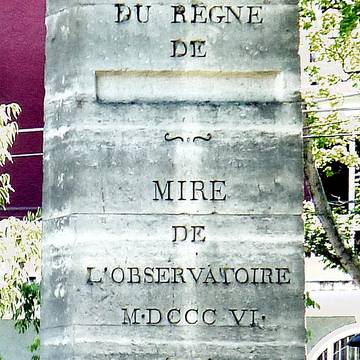 DU REGNE
DE
MIRE
DE
L'OBSERVATOIRE
M·DCCC VI·